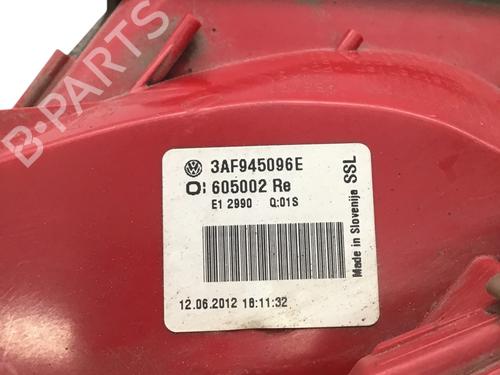 B-PARTS
3AF945096E
605002 Re
E1 2990 Q:01S
12.06.2012 18:11:32
Made in Slovenija SSL